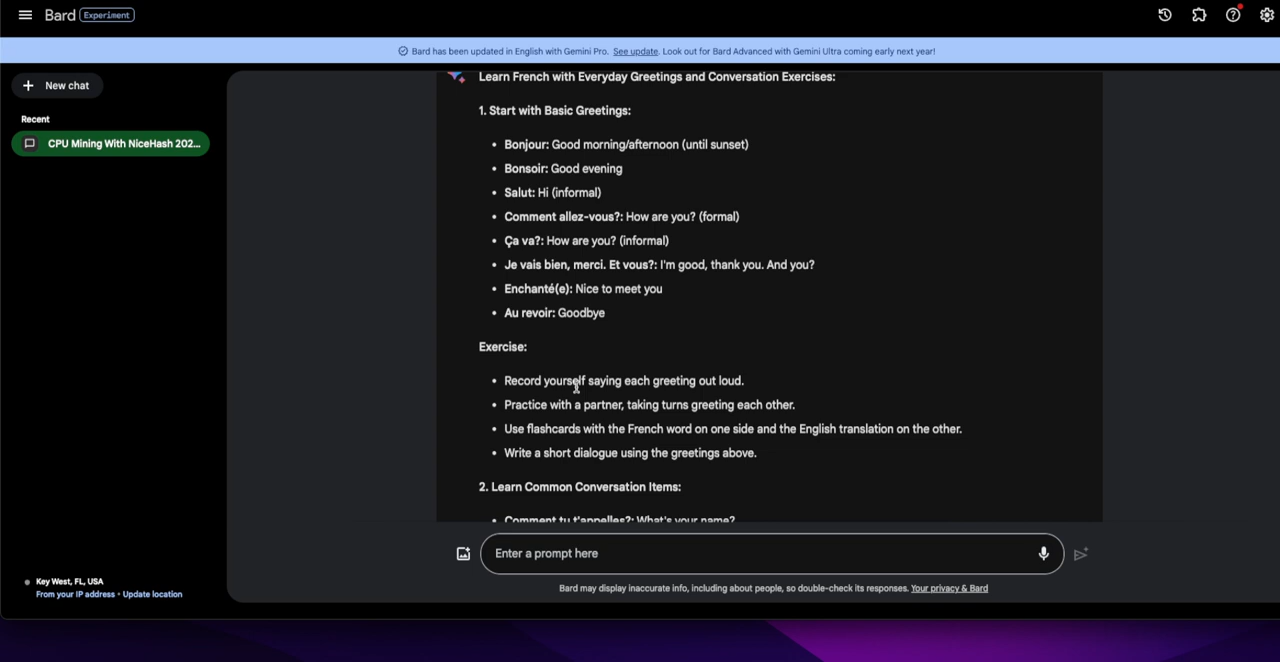 Bard Experiment
Bard has been updated in English with Gemini Pro. See update. Look out for Bard Advanced with Gemini Ultra coming early next year!
New chat
Recent
CPU Mining With NiceHash 202...
Learn French with Everyday Greetings and Conversation Exercises:
1. Start with Basic Greetings:
• Bonjour: Good morning/afternoon (until sunset)
• Bonsoir: Good evening
• Salut: Hi (informal)
• Comment allez-vous?: How are you? (formal)
• Ça va?: How are you? (informal)
• Je vais bien, merci. Et vous?: I'm good, thank you. And you?
• Enchanté(e): Nice to meet you
• Au revoir: Goodbye
Exercise:
• Record yourself saying each greeting out loud.
• Practice with a partner, taking turns greeting each other.
• Use flashcards with the French word on one side and the English translation on the other.
• Write a short dialogue using the greetings above.
2. Learn Common Conversation Items:
• Comment tu t'appelles?: What's your name?
Enter a prompt here
Bard may display inaccurate info, including about people, so double-check its responses. Your privacy & Bard
Key West, FL, USA
From your IP address • Update location